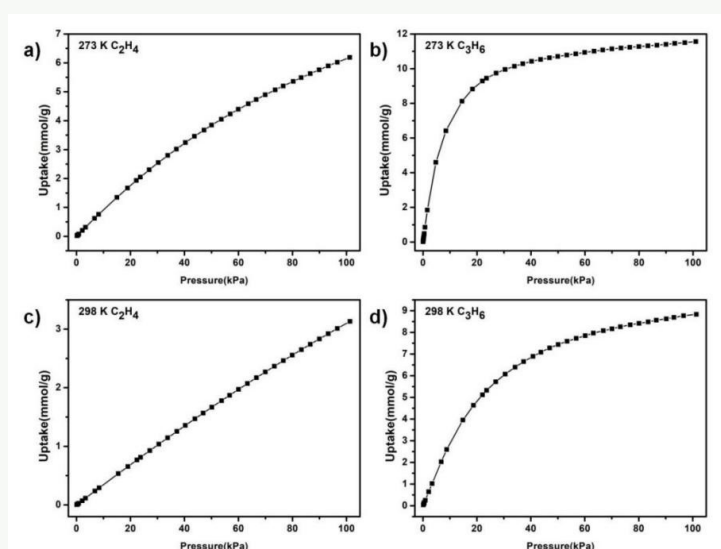 a)
273 K C₂H₄
Uptake(mmol/g)
7
6
5
4
3
2
1
0
0 20 40 60 80 100
Pressure(kPa)
b)
273 K C₃H₆
Uptake(mmol/g)
12
10
8
6
4
2
0
0 20 40 60 80 100
Pressure(kPa)
c)
298 K C₂H₄
Uptake(mmol/g)
3
2
1
0
0 20 40 60 80 100
Pressure(kPa)
d)
298 K C₃H₆
Uptake(mmol/g)
9
8
7
6
5
4
3
2
1
0
0 20 40 60 80 100
Pressure(kPa)